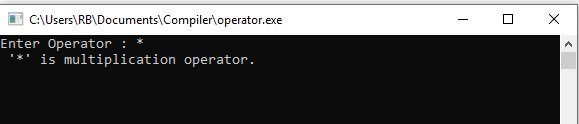 C:\Users\RB\Documents\Compiler\operator.exe
Enter Operator : *
'*' is multiplication operator.